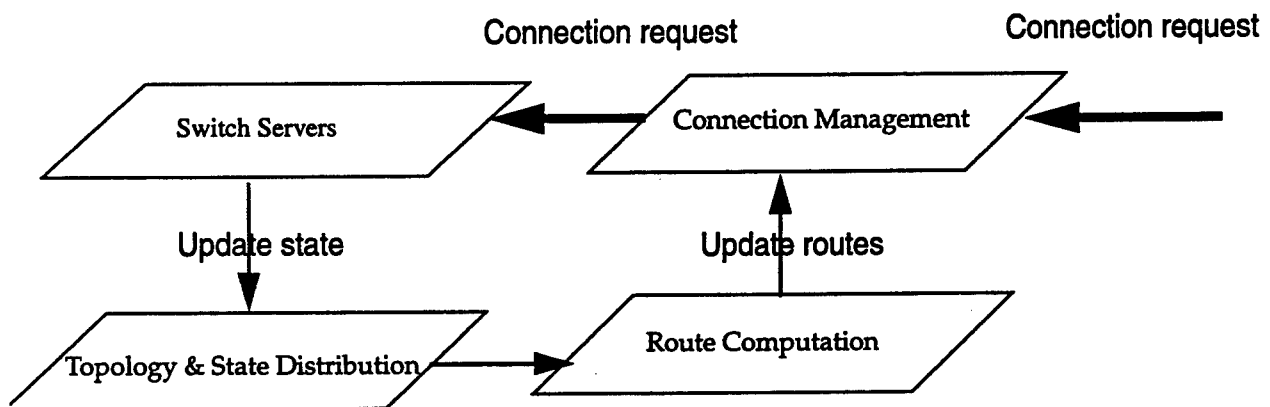 Connection request
Connection request
Switch Servers
Connection Management
Update state
Update routes
Topology & State Distribution
Route Computation